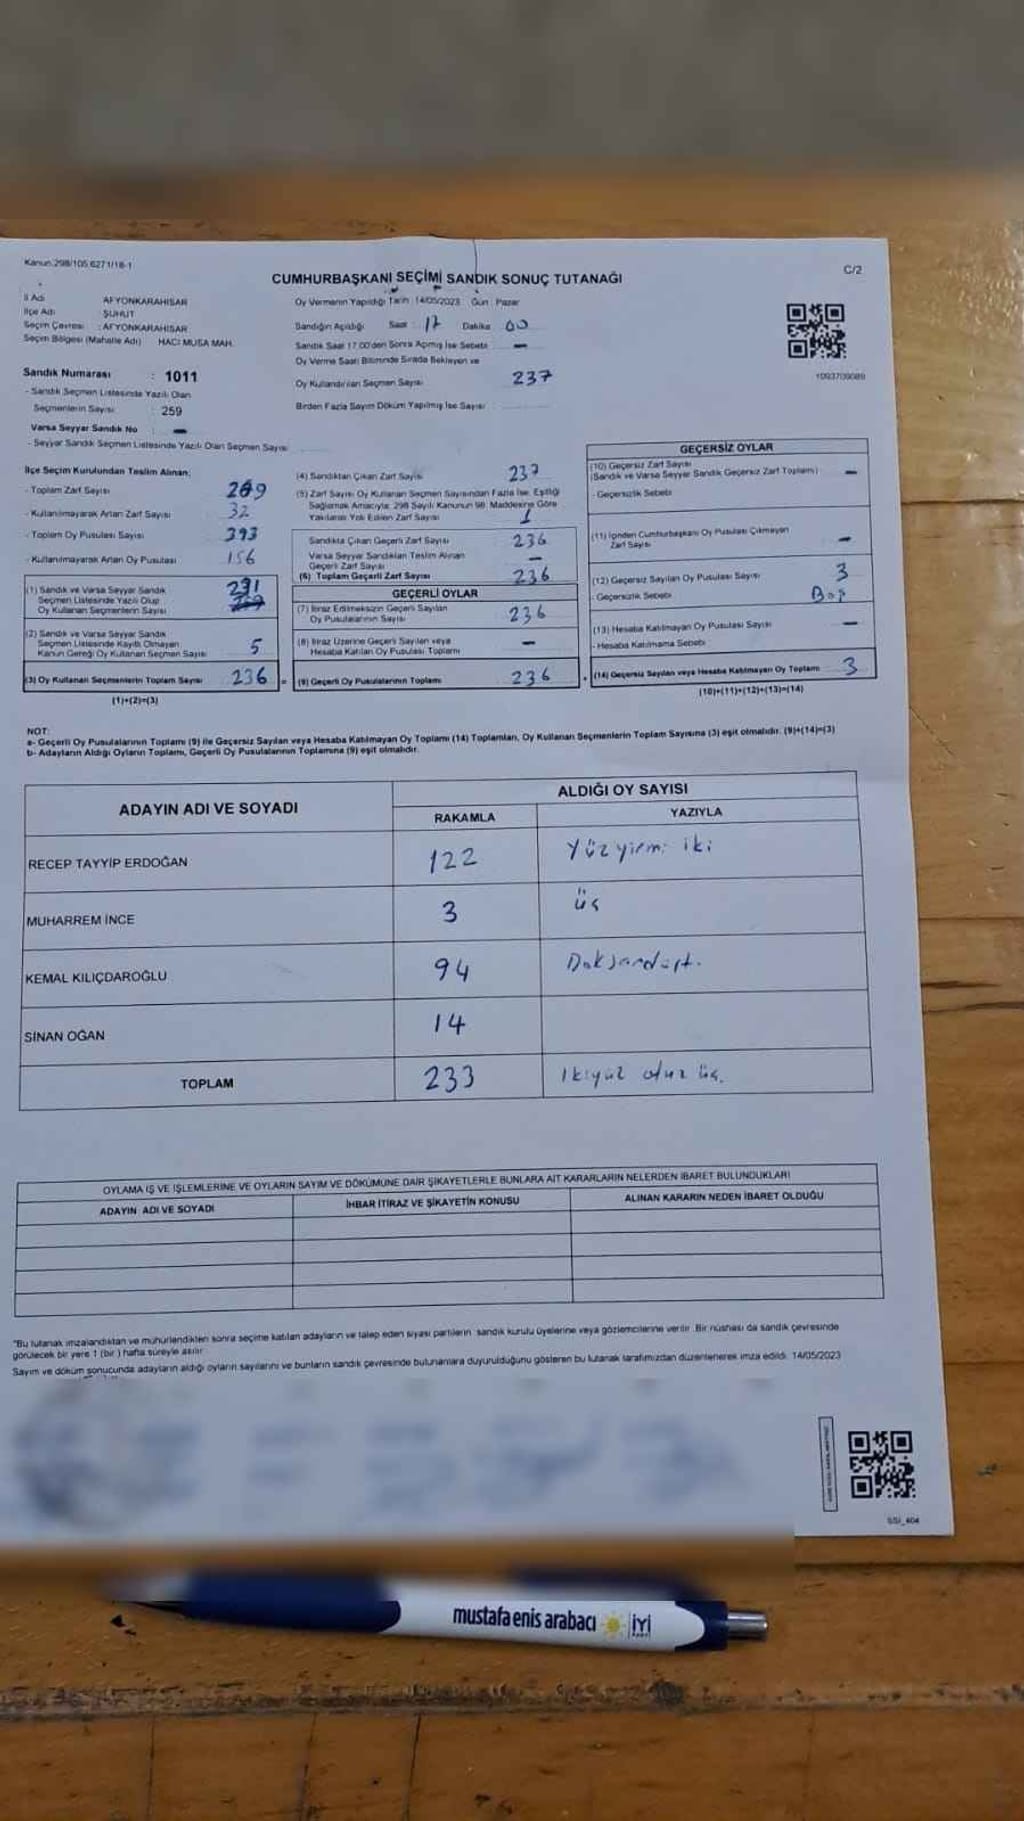 Kanun.298/105 6271/18-1
CUMHURBAŞKANI SEÇİMİ SANDIK SONUÇ TUTANAĞI
C/2
İl Adı AFYONKARAHİSAR
İlçe Adı ŞUHUT
Seçim Çevresi : AFYONKARAHİSAR
Seçim Bölgesi (Mahalle Adı) HACI MUSA MAH.
Oy Vermenin Yapıldığı Tarih 14/05/2023 Gün Pazar
Sandığın Açıldığı Saat 17 Dakika 00
Sandık Saat 17.00'den Sonra Açmış İse Sebebi -
Oy Verme Saati Bitiminde Sırada Bekleyen ve
Oy Kullandırılan Seçmen Sayısı 237
Birden Fazla Sayım Döküm Yapılmış İse Sayısı
1093709089
Sandık Numarası : 1011
- Sandık Seçmen Listesinde Yazılı Olan
Seçmenlerin Sayısı : 259
Varsa Seyyar Sandık No -
- Seyyar Sandık Seçmen Listesinde Yazılı Olan Seçmen Sayısı
İlçe Seçim Kurulundan Teslim Alınan;
- Toplam Zarf Sayısı
- Kullanılmayarak Artan Zarf Sayısı 32
- Toplam Oy Pusulası Sayısı 393
- Kullanılmayarak Artan Oy Pusulası 156
(1) Sandık ve Varsa Seyyar Sandık
Seçmen Listesinde Yazılı Olup
Oy Kullanan Seçmenlerin Sayısı 231
(2) Sandık ve Varsa Seyyar Sandık
Seçmen Listesinde Kayıtlı Olmayan
Kanun Gereği Oy Kullanan Seçmen Sayısı 5
(3) Oy Kullanan Seçmenlerin Toplam Sayısı 236 =
(1)+(2)=(3)
(4) Sandıktan Çıkan Zarf Sayısı 237
(5) Zarf Sayısı Oy Kullanan Seçmen Sayısından Fazla İse, Eşitliği
Sağlamak Amacıyla; 298 Sayılı Kanunun 98. Maddesine Göre
Yakılarak Yok Edilen Zarf Sayısı 1
Sandıkta Çıkan Geçerli Zarf Sayısı 236
Varsa Seyyar Sandıktan Teslim Alınan
Geçerli Zarf Sayısı -
(6) Toplam Geçerli Zarf Sayısı 236
GEÇERLİ OYLAR
(7) İtiraz Edilmeksizin Geçerli Sayılan
Oy Pusulalarının Sayısı 236
(8) İtiraz Üzerine Geçerli Sayılan veya
Hesaba Katılan Oy Pusulası Toplamı -
(9) Geçerli Oy Pusulalarının Toplamı 236 +
GEÇERSİZ OYLAR
(10) Geçersiz Zarf Sayısı
(Sandık ve Varsa Seyyar Sandık Geçersiz Zarf Toplamı) -
- Geçersizlik Sebebi
(11) İçinden Cumhurbaşkanı Oy Pusulası Çıkmayan
Zarf Sayısı -
(12) Geçersiz Sayılan Oy Pusulası Sayısı 3
- Geçersizlik Sebebi Boş
(13) Hesaba Katılmayan Oy Pusulası Sayısı -
- Hesaba Katılmama Sebebi
(14) Geçersiz Sayılan veya Hesaba Katılmayan Oy Toplamı 3
(10)+(11)+(12)+(13)=(14)
NOT:
a- Geçerli Oy Pusulalarının Toplamı (9) ile Geçersiz Sayılan veya Hesaba Katılmayan Oy Toplamı (14) Toplamları, Oy Kullanan Seçmenlerin Toplam Sayısına (3) eşit olmalıdır. (9)+(14)=(3)
b- Adayların Aldığı Oyların Toplamı, Geçerli Oy Pusulalarının Toplamına (9) eşit olmalıdır.
ADAYIN ADI VE SOYADI
ALDIĞI OY SAYISI
RAKAMLA YAZIYLA
RECEP TAYYİP ERDOĞAN 122 Yüzyirmi iki
MUHARREM İNCE 3 üç
KEMAL KILIÇDAROĞLU 94 Doksandört.
SİNAN OĞAN 14
TOPLAM 233 İkiyüz otuz üç.
OYLAMA İŞ VE İŞLEMLERİNE VE OYLARIN SAYIM VE DÖKÜMÜNE DAİR ŞİKAYETLERLE BUNLARA AİT KARARLARIN NELERDEN İBARET BULUNDUKLARI
ADAYIN ADI VE SOYADI İHBAR İTİRAZ VE ŞİKAYETİN KONUSU ALINAN KARARIN NEDEN İBARET OLDUĞU
"Bu tutanak imzalandıktan ve mühürlendikten sonra seçime katılan adayların ve talep eden siyasi partilerin sandık kurulu üyelerine veya gözlemcilerine verilir. Bir nüshası da sandık çevresinde
görülecek bir yere 1 (bir ) hafta süreyle asılır.
Sayım ve döküm sonucunda adayların aldığı oyların sayılarını ve bunların sandık çevresinde bulunanlara duyurulduğunu gösteren bu tutanak tarafımızdan düzenlenerek imza edildi. 14/05/2023
SSI_404
mustafa enis arabacı İYİ